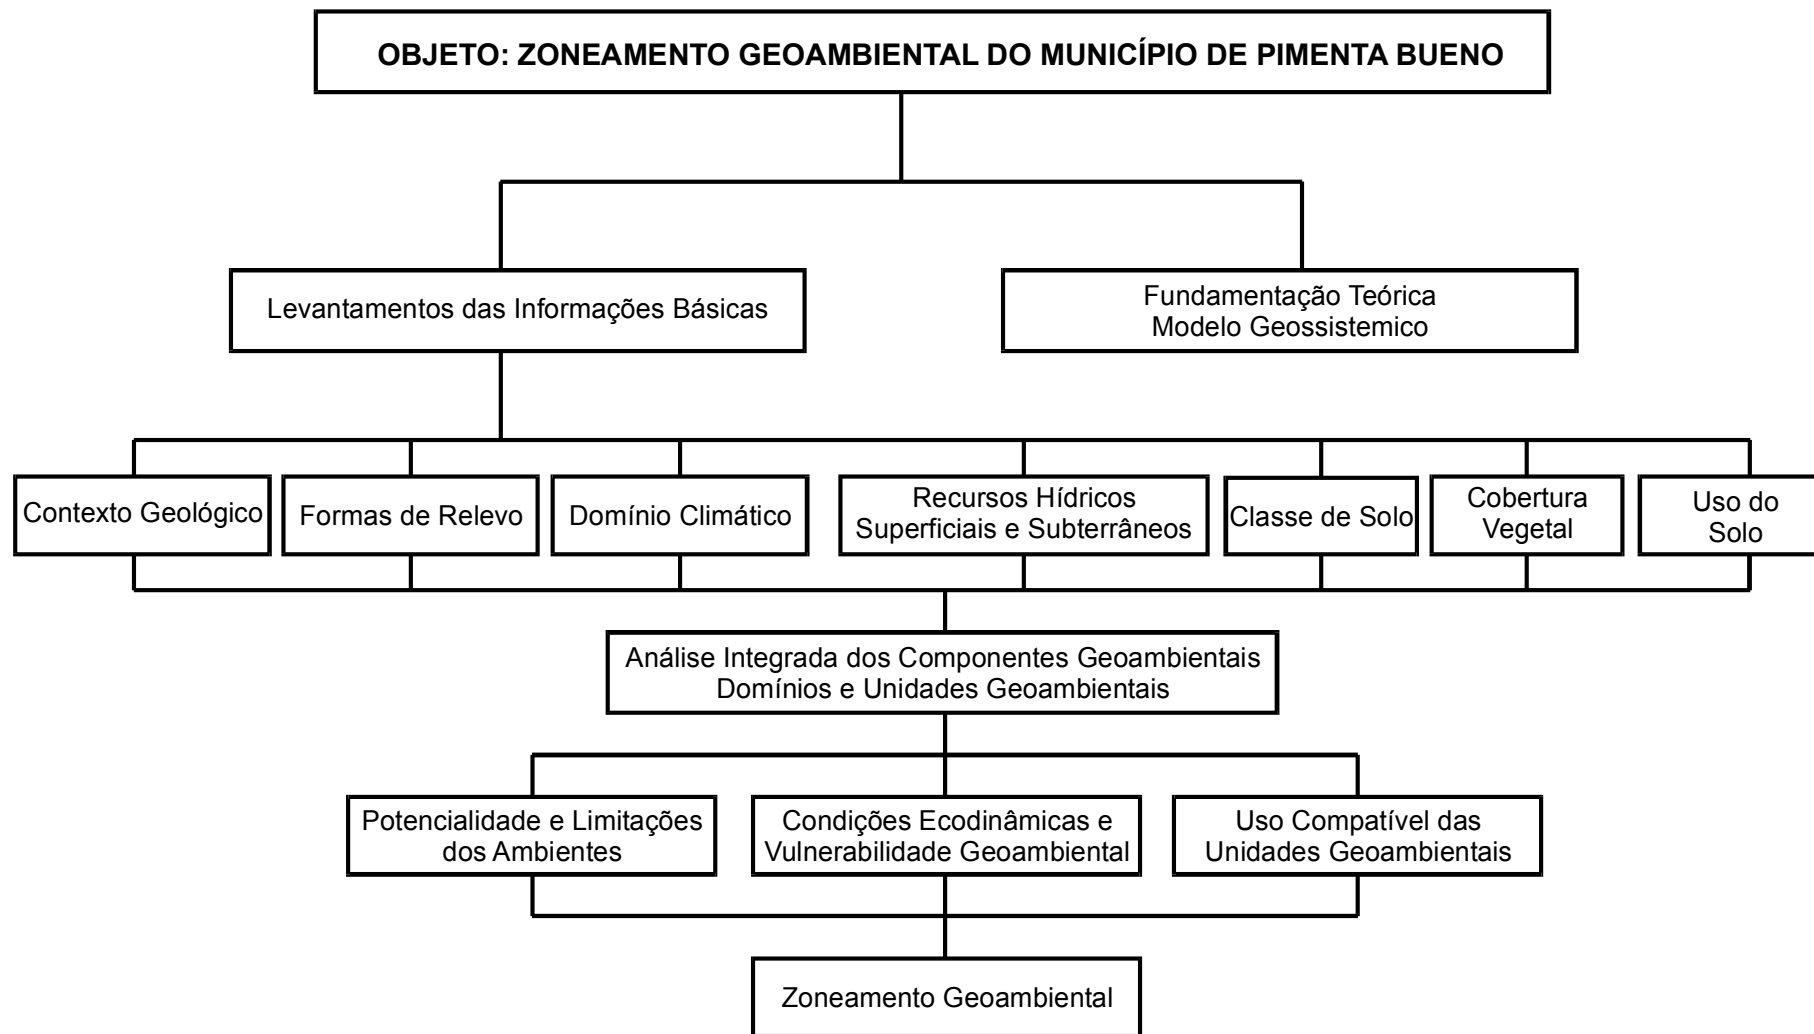 OBJETO: ZONEAMENTO GEOAMBIENTAL DO MUNICÍPIO DE PIMENTA BUENO
Levantamentos das Informações Básicas
Fundamentação Teórica
Modelo Geossistemico
Contexto Geológico
Formas de Relevo
Domínio Climático
Recursos Hídricos
Superficiais e Subterrâneos
Classe de Solo
Cobertura
Vegetal
Uso do
Solo
Análise Integrada dos Componentes Geoambientais
Domínios e Unidades Geoambientais
Potencialidade e Limitações
dos Ambientes
Condições Ecodinâmicas e
Vulnerabilidade Geoambiental
Uso Compatível das
Unidades Geoambientais
Zoneamento Geoambiental